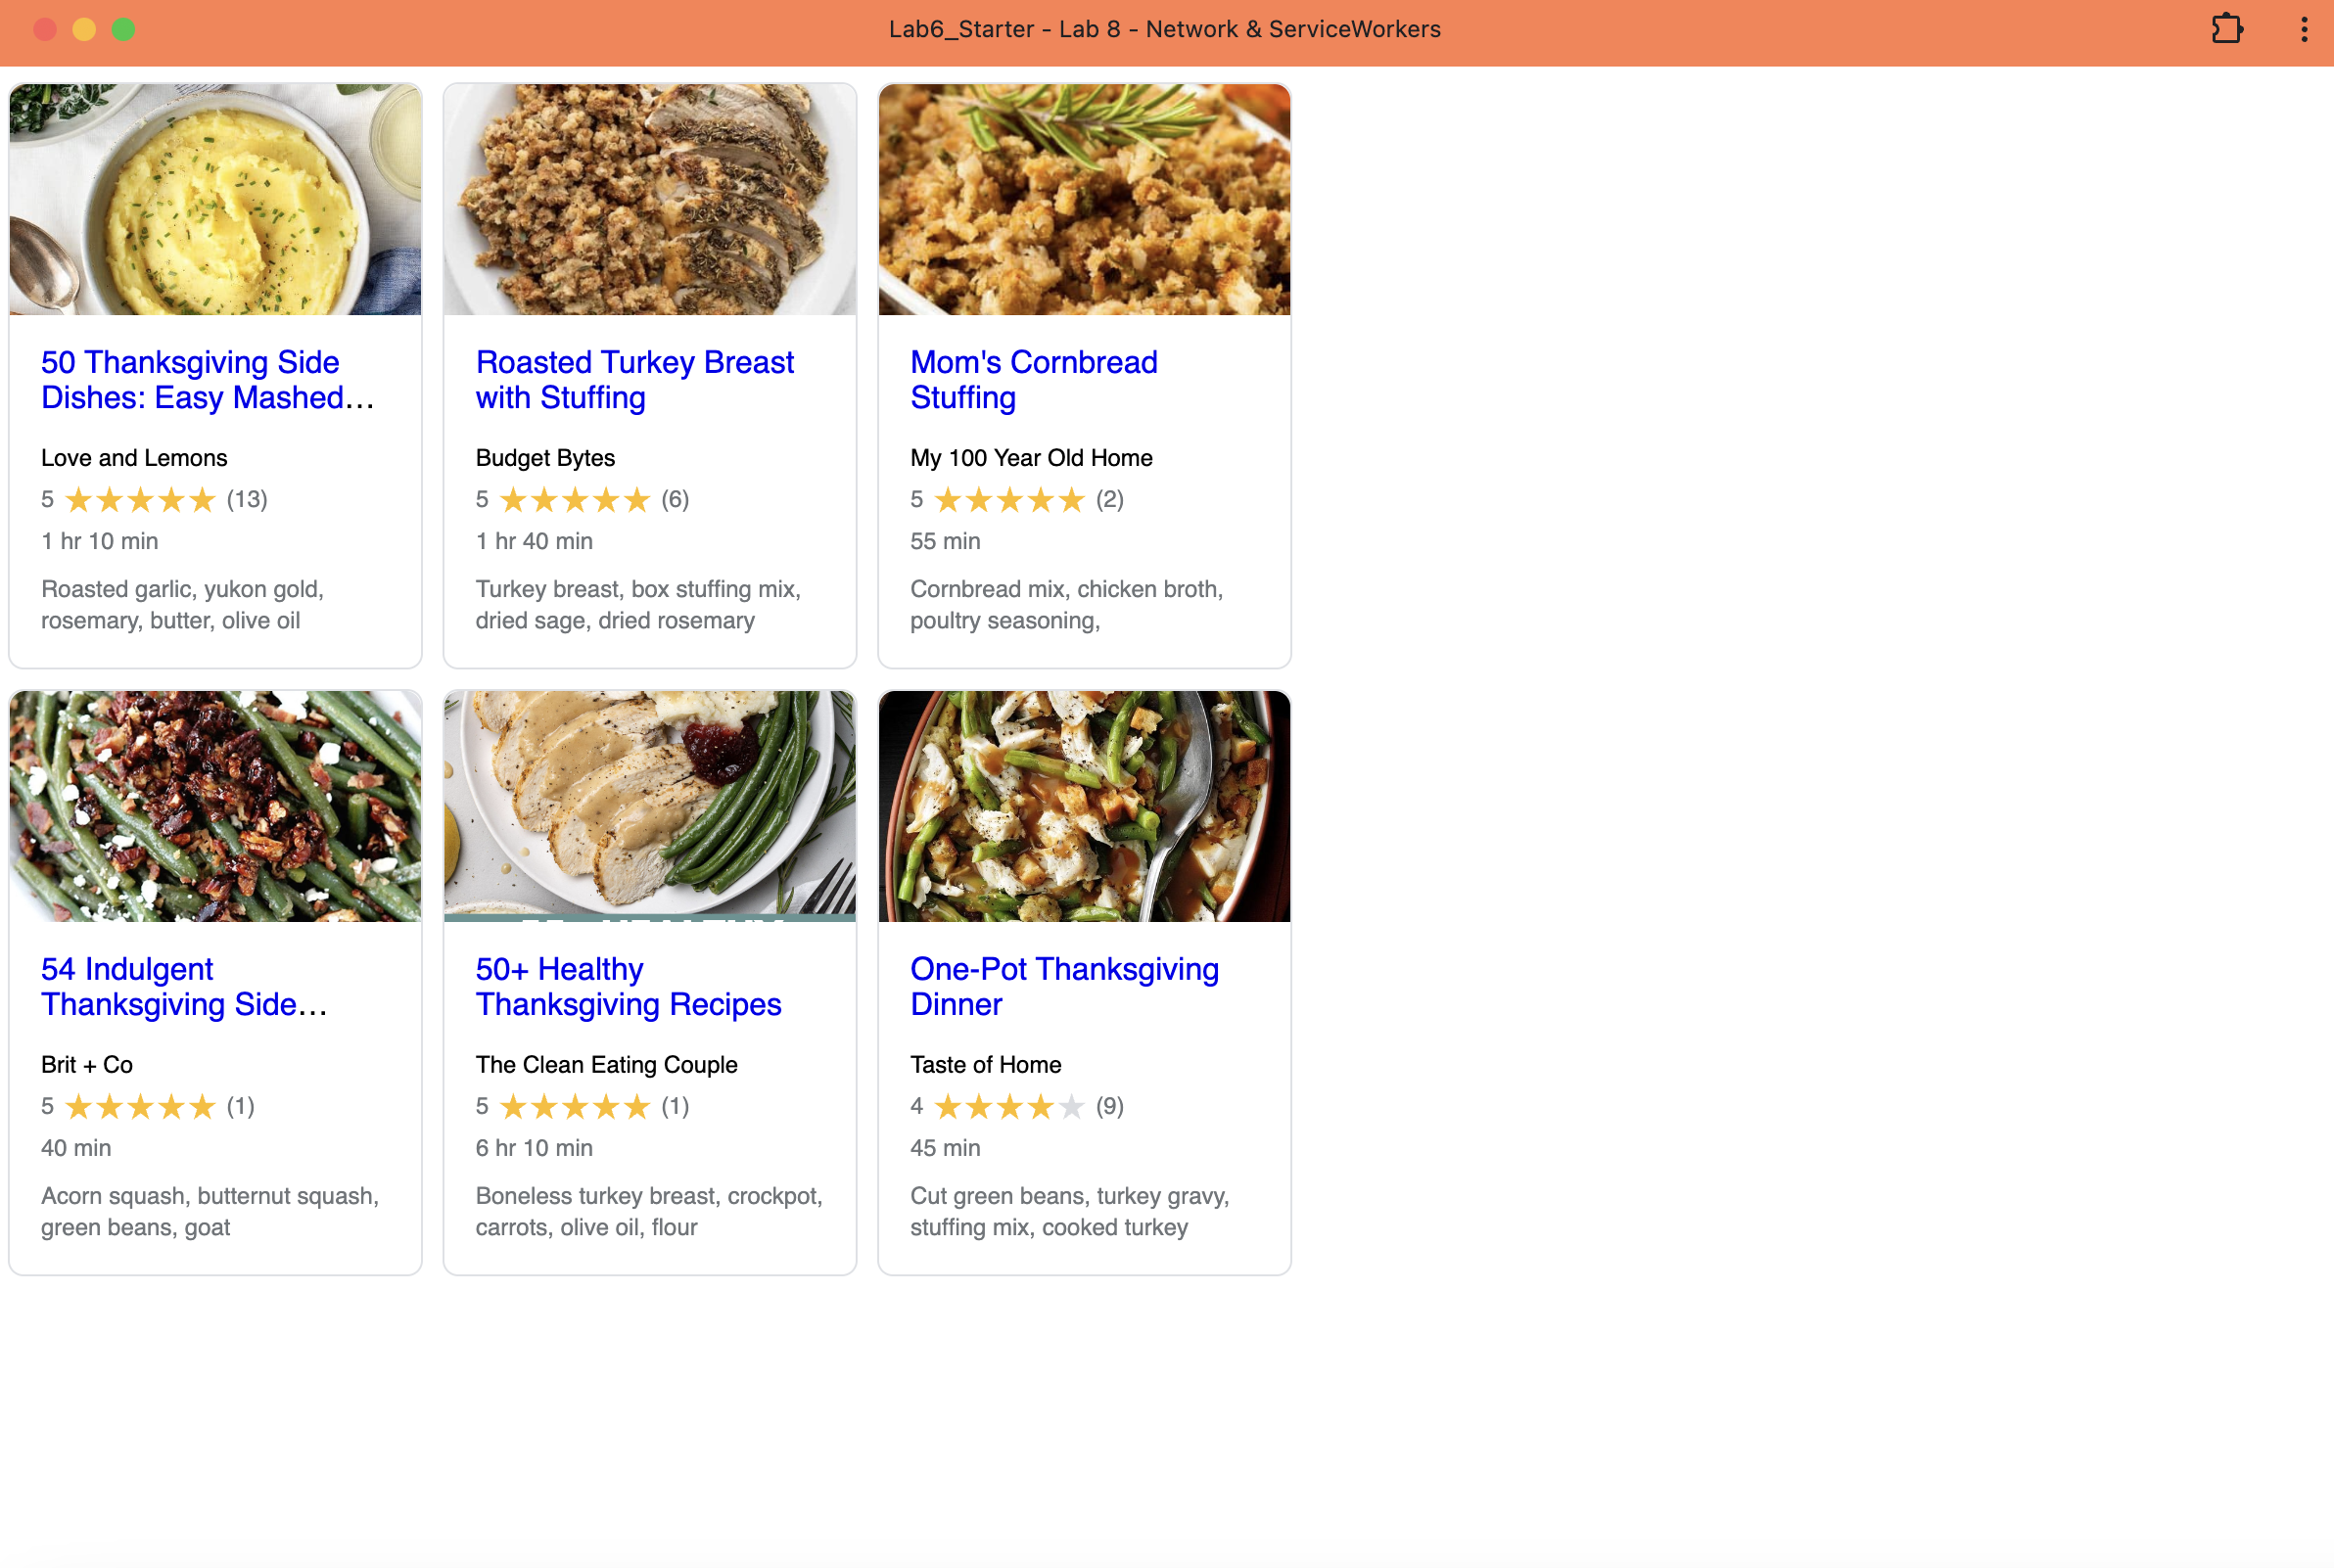 Lab6_Starter - Lab 8 - Network & ServiceWorkers
50 Thanksgiving Side
Dishes: Easy Mashed...
Love and Lemons
5 ★★★★★ (13)
1 hr 10 min
Roasted garlic, yukon gold,
rosemary, butter, olive oil
Roasted Turkey Breast
with Stuffing
Budget Bytes
5 ★★★★★ (6)
1 hr 40 min
Turkey breast, box stuffing mix,
dried sage, dried rosemary
Mom's Cornbread
Stuffing
My 100 Year Old Home
5 ★★★★★ (2)
55 min
Cornbread mix, chicken broth,
poultry seasoning,
54 Indulgent
Thanksgiving Side...
Brit + Co
5 ★★★★★ (1)
40 min
Acorn squash, butternut squash,
green beans, goat
50+ Healthy
Thanksgiving Recipes
The Clean Eating Couple
5 ★★★★★ (1)
6 hr 10 min
Boneless turkey breast, crockpot,
carrots, olive oil, flour
One-Pot Thanksgiving
Dinner
Taste of Home
4 ★★★★★ (9)
45 min
Cut green beans, turkey gravy,
stuffing mix, cooked turkey